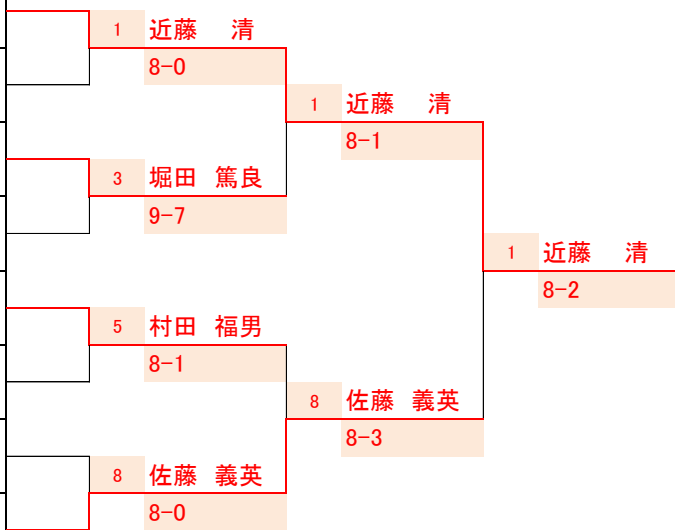 1 近藤　清
8-0
1 近藤　清
8-1
3 堀田　篤良
9-7
1 近藤　清
8-2
5 村田　福男
8-1
8 佐藤　義英
8-3
8 佐藤　義英
8-0